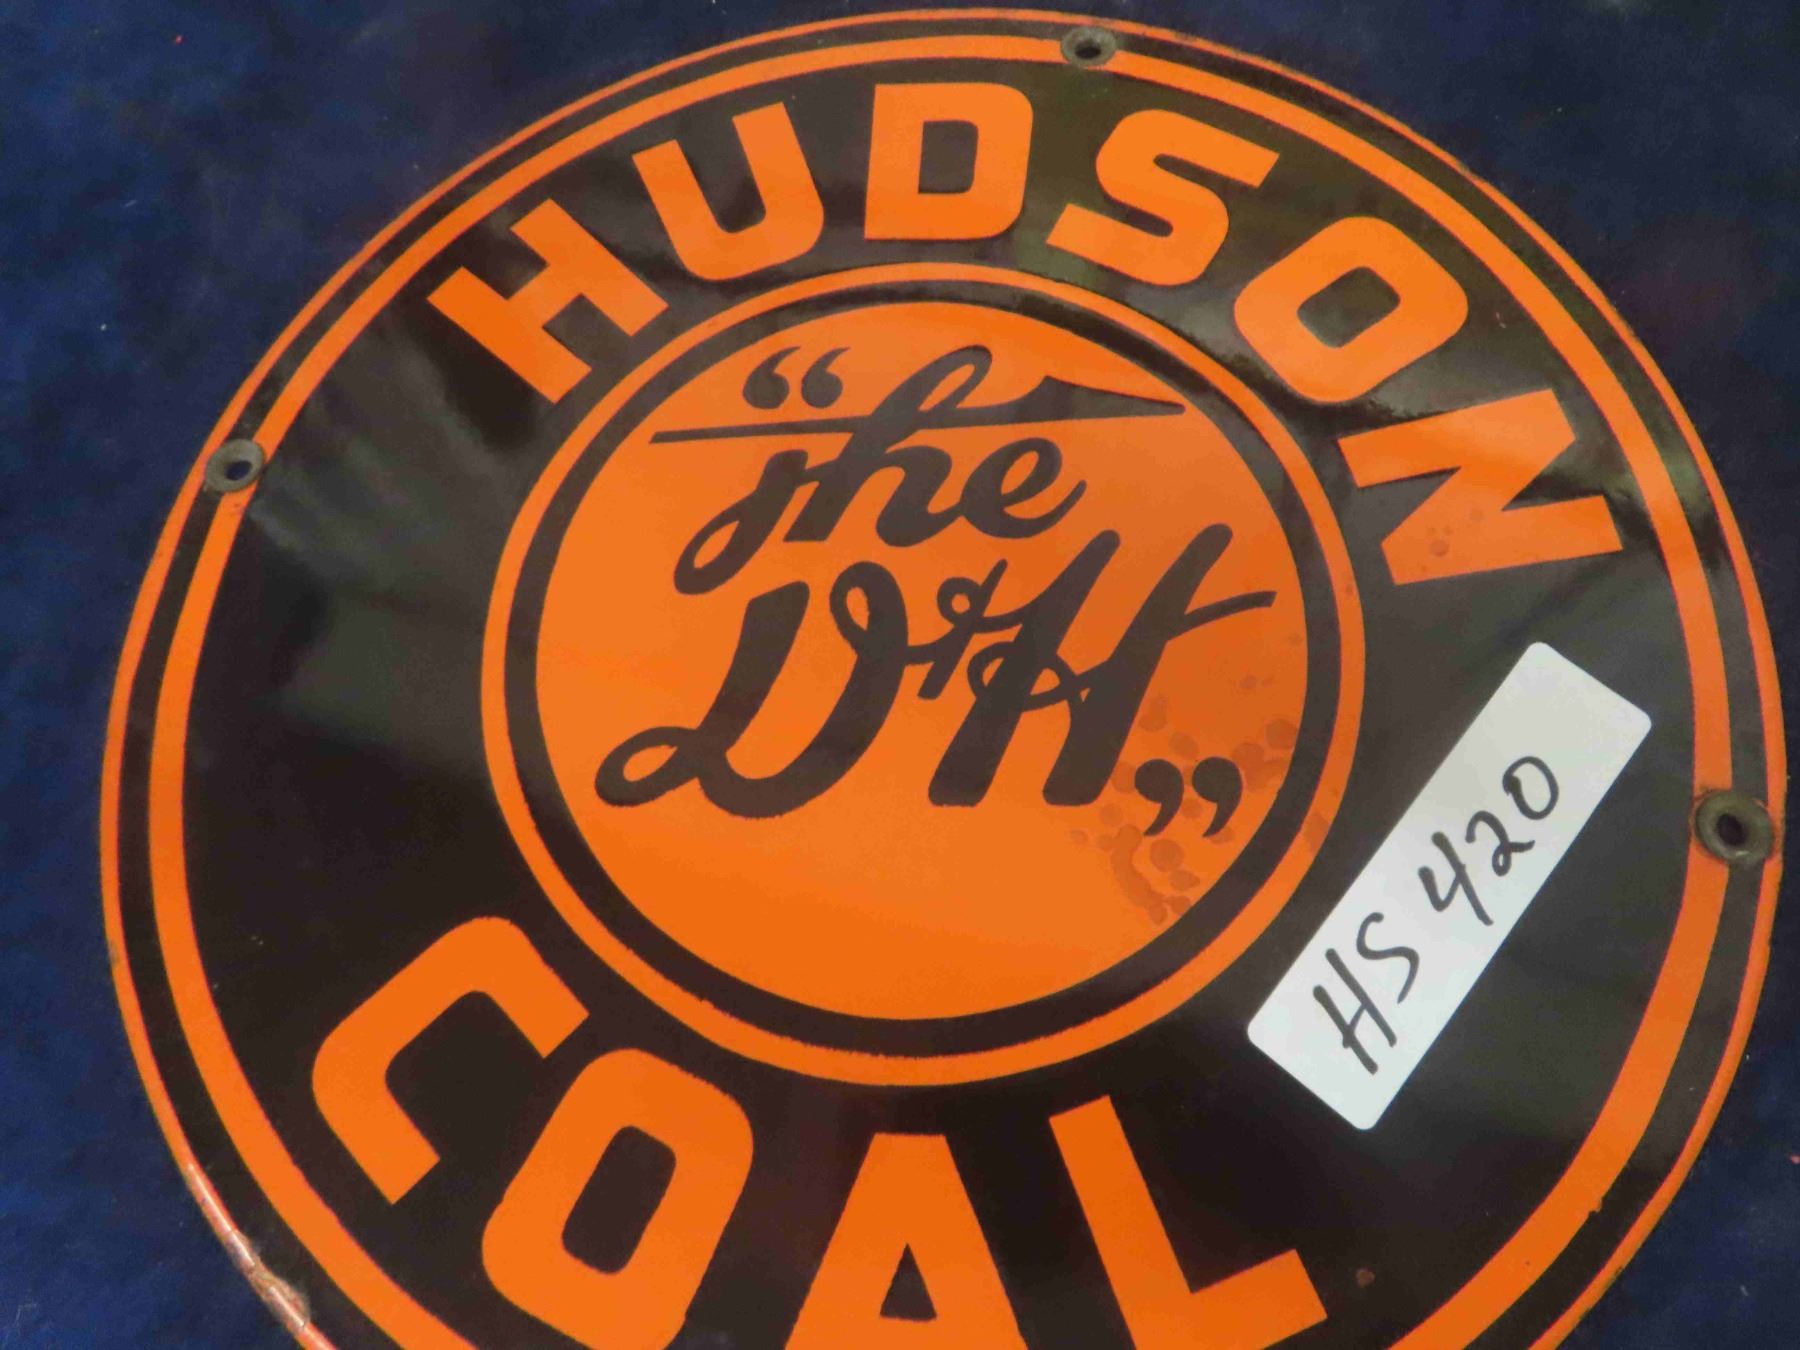 HUDSON
“The
D&H”
COAL
HS 420